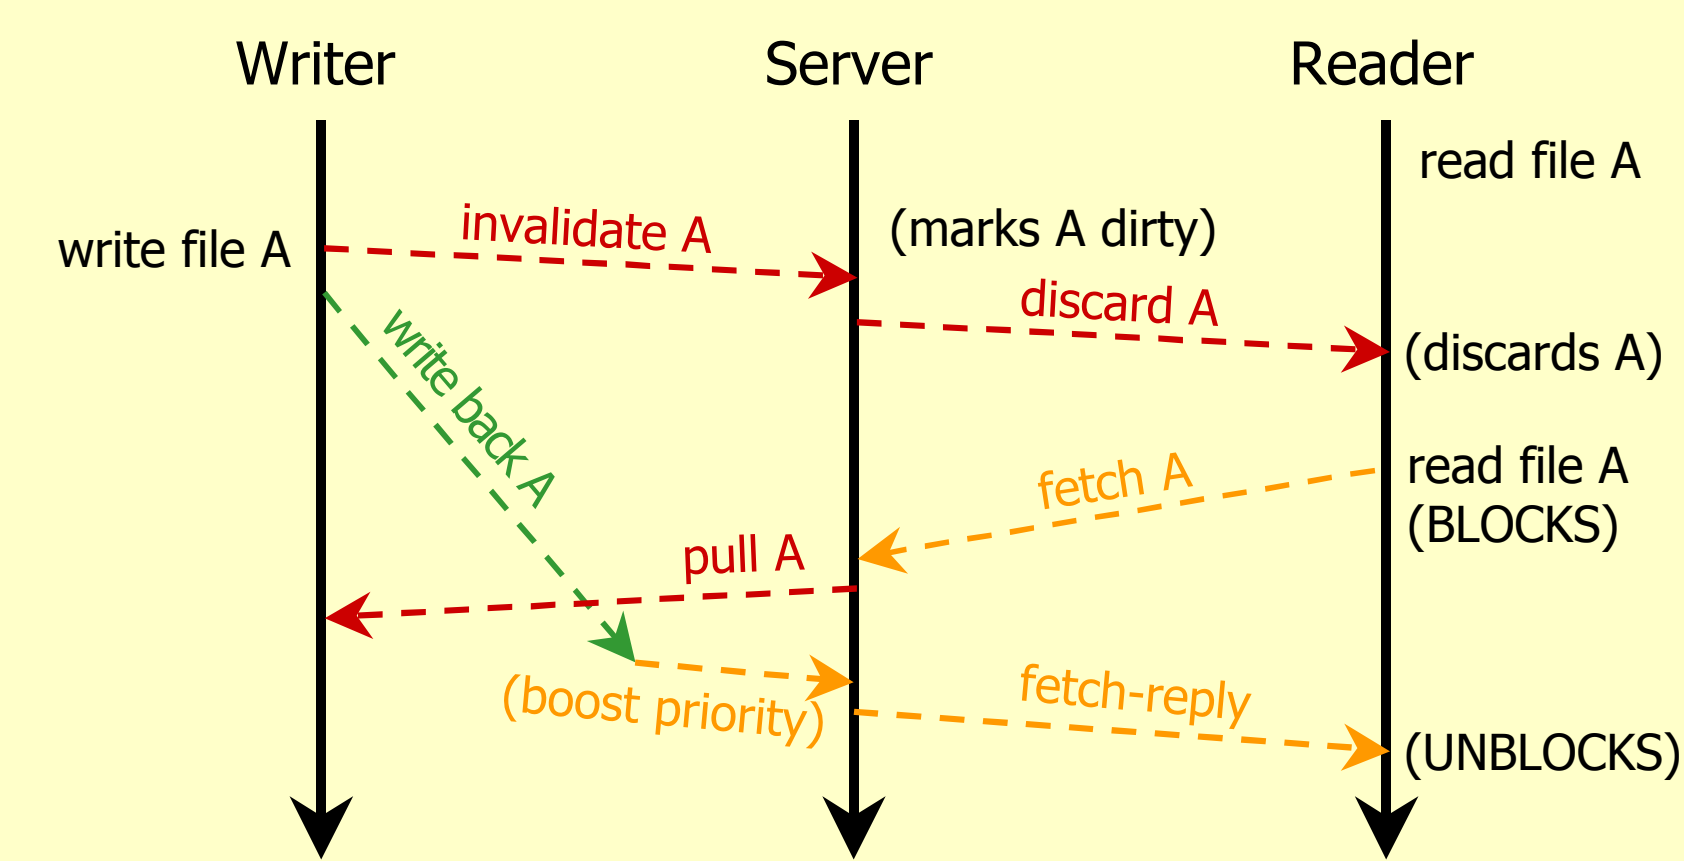 Writer
Server
Reader
read file A
write file A
invalidate A
(marks A dirty)
discard A
(discards A)
write back A
fetch A
read file A
(BLOCKS)
pull A
(boost priority)
fetch-reply
(UNBLOCKS)